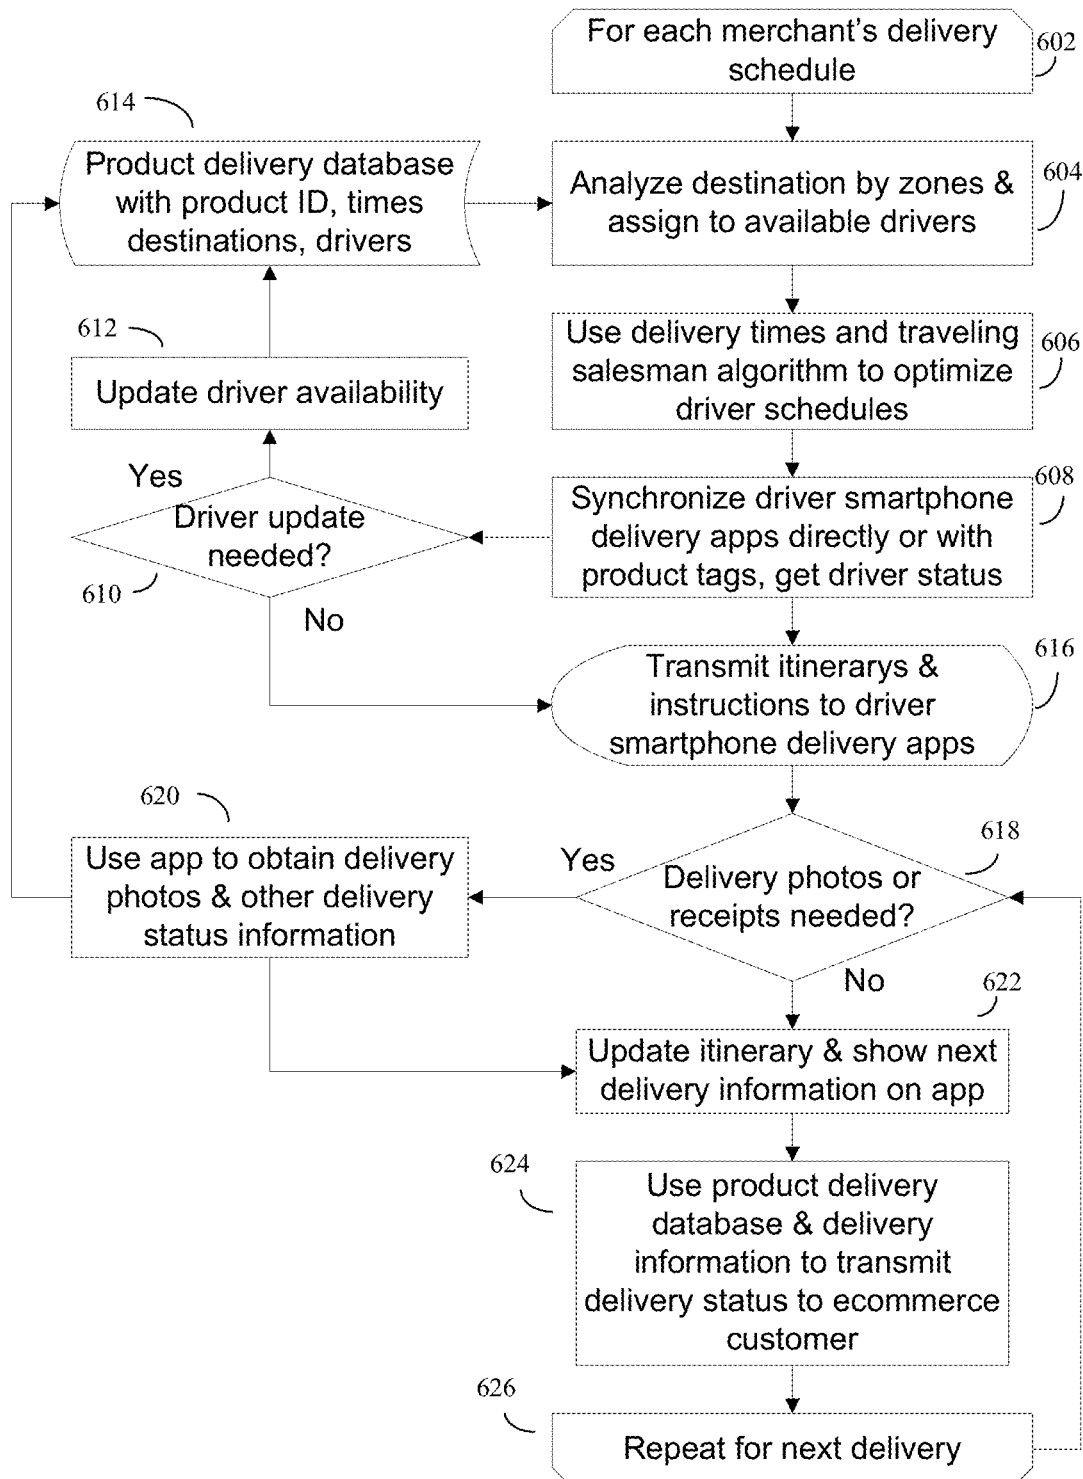 For each merchant's delivery
schedule
602
614
Product delivery database
with product ID, times
destinations, drivers
Analyze destination by zones &
assign to available drivers
604
612
Update driver availability
Use delivery times and traveling
salesman algorithm to optimize
driver schedules
606
Yes
Driver update
needed?
610
No
Synchronize driver smartphone
delivery apps directly or with
product tags, get driver status
608
Transmit itinerarys &
instructions to driver
smartphone delivery apps
616
620
Use app to obtain delivery
photos & other delivery
status information
Yes
Delivery photos or
receipts needed?
618
No
622
Update itinerary & show next
delivery information on app
624
Use product delivery
database & delivery
information to transmit
delivery status to ecommerce
customer
626
Repeat for next delivery